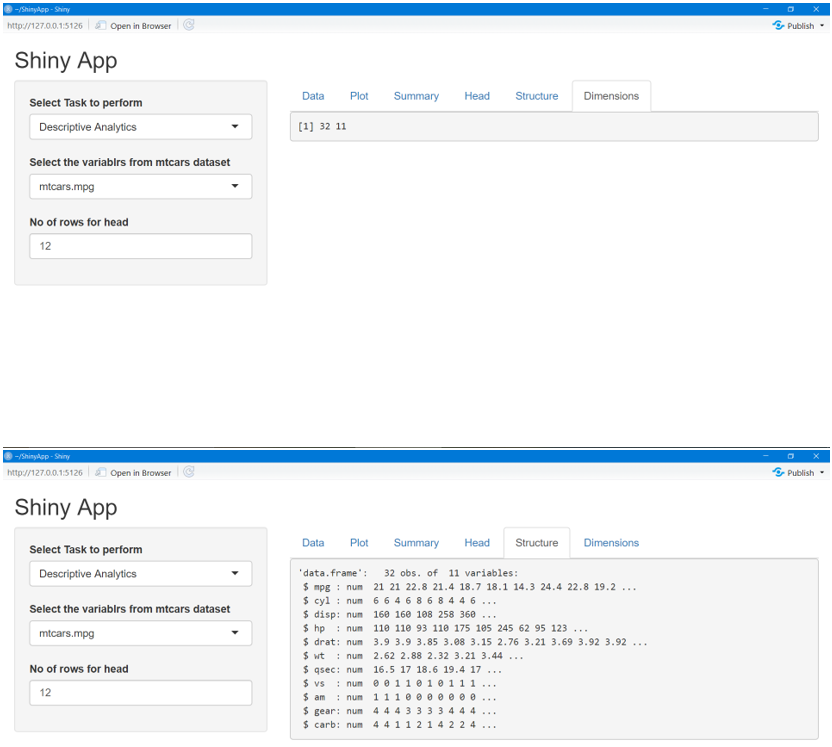 ~/ShinyApp - Shiny
http://127.0.0.1:5126 Open in Browser Publish
Shiny App
Select Task to perform
Descriptive Analytics
Select the variablrs from mtcars dataset
mtcars.mpg
No of rows for head
12
Data Plot Summary Head Structure Dimensions
[1] 32 11
~/ShinyApp - Shiny
http://127.0.0.1:5126 Open in Browser Publish
Shiny App
Select Task to perform
Descriptive Analytics
Select the variablrs from mtcars dataset
mtcars.mpg
No of rows for head
12
Data Plot Summary Head Structure Dimensions
'data.frame':   32 obs. of  11 variables:
$ mpg : num  21 21 22.8 21.4 18.7 18.1 14.3 24.4 22.8 19.2 ...
$ cyl : num  6 6 4 6 8 6 8 4 4 6 ...
$ disp: num  160 160 108 258 360 ...
$ hp  : num  110 110 93 110 175 105 245 62 95 123 ...
$ drat: num  3.9 3.9 3.85 3.08 3.15 2.76 3.21 3.69 3.92 3.92 ...
$ wt  : num  2.62 2.88 2.32 3.21 3.44 ...
$ qsec: num  16.5 17 18.6 19.4 17 ...
$ vs  : num  0 0 1 1 0 1 0 1 1 1 ...
$ am  : num  1 1 1 0 0 0 0 0 0 0 ...
$ gear: num  4 4 4 3 3 3 3 4 4 4 ...
$ carb: num  4 4 1 1 2 1 4 2 2 4 ...